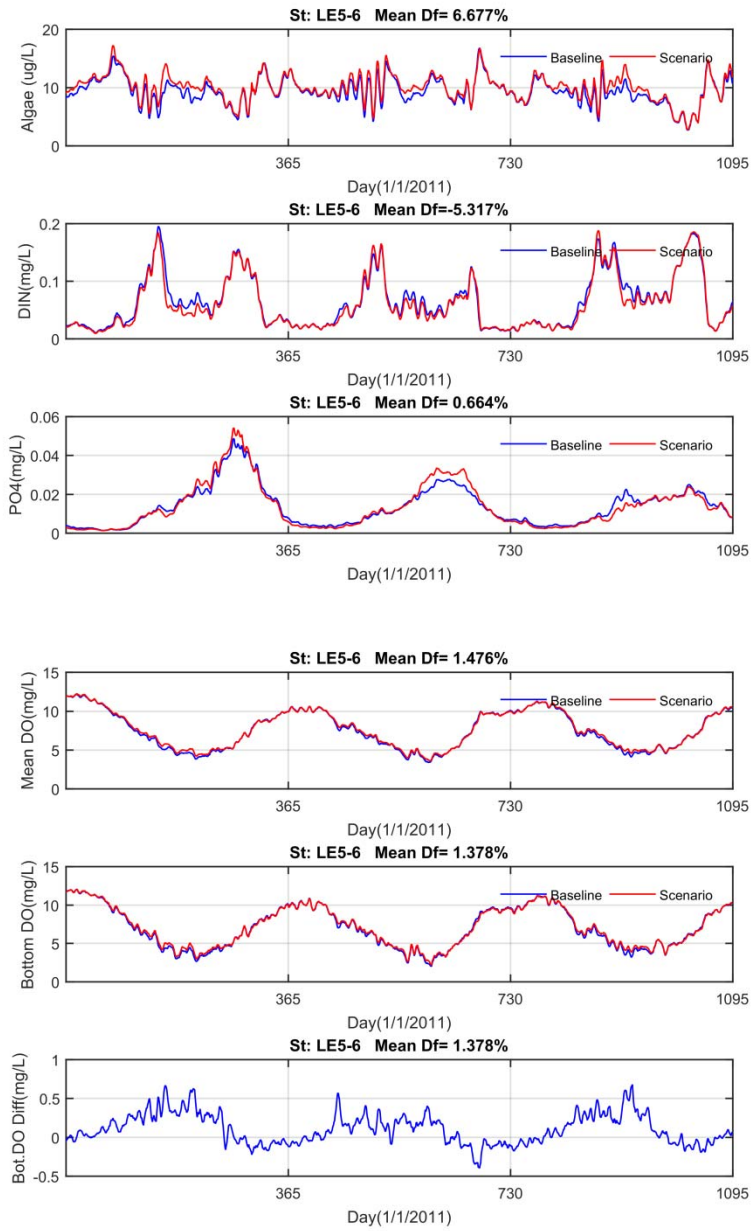 St: LE5-6 Mean Df= 6.677%
20
10
0
Algae (ug/L)
Baseline Scenario
365 730 1095
Day(1/1/2011)
St: LE5-6 Mean Df=-5.317%
0.2
0.1
0
DIN(mg/L)
Baseline Scenario
365 730 1095
Day(1/1/2011)
St: LE5-6 Mean Df= 0.664%
0.06
0.04
0.02
0
PO4(mg/L)
Baseline Scenario
365 730 1095
Day(1/1/2011)
St: LE5-6 Mean Df= 1.476%
15
10
5
0
Mean DO(mg/L)
Baseline Scenario
365 730 1095
Day(1/1/2011)
St: LE5-6 Mean Df= 1.378%
15
10
5
0
Bottom DO(mg/L)
Baseline Scenario
365 730 1095
Day(1/1/2011)
St: LE5-6 Mean Df= 1.378%
1
0.5
0
-0.5
Bot.DO Diff(mg/L)
365 730 1095
Day(1/1/2011)